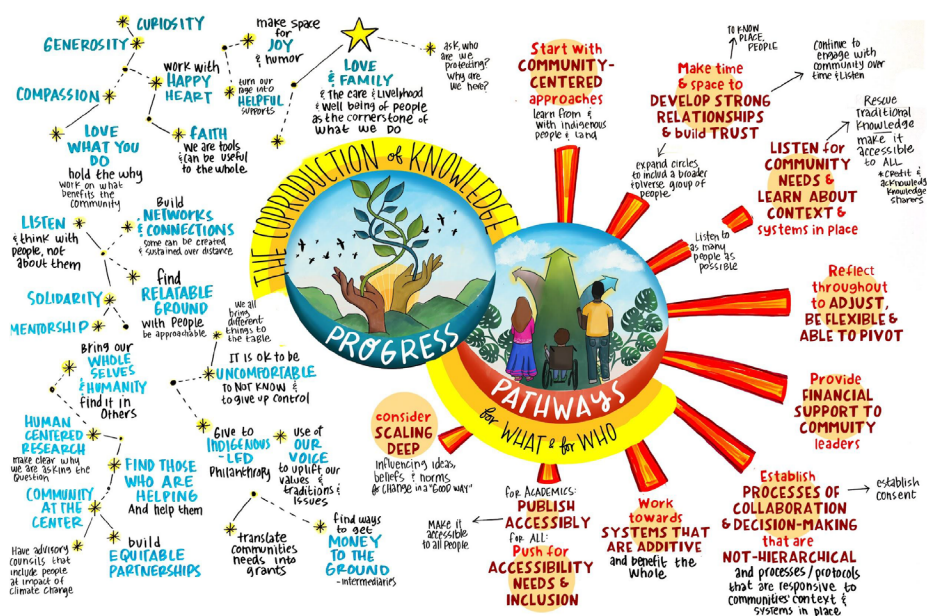 CURIOSITY
GENEROSITY
COMPASSION
work with
HAPPY
HEART
LOVE
WHAT YOU
DO
hold the why
work on what
benefits the
community
FAITH
we are tools
& can be useful
to the whole.
make space
for
JOY
& humor
turn our
rage into
HELPFUL
supports
LOVE
& FAMILY
& The care & Livelyhood
& Well being of people
as the cornerstone of
what we do
ask, who
are we
protecting?
Why are
we here?
LISTEN
& think with
people, not
about them
Build
NETWORKS
& CONNECTIONS
some can be created
& sustained over distance.
SOLIDARITY
MENTORSHIP
find
RELATABLE
GROUND
with People
be approachable.
we all
bring
different
things to
the table
Bring our
WHOLE
SELVES
& HUMANITY
find it in
Others
IT IS OK to be
UNCOMFORTABLE
to NOT KNOW &
to give up control
HUMAN
CENTERED
RESEARCH
make clear why
we are asking the
Question
FIND THOSE
WHO ARE
HELPING
And help them
COMMUNITY
AT THE
CENTER
Have advisory
councils that
include people
at impact of
Climate Change
build
EQUITABLE
PARTNERSHIPS
Give to
INDIGENOUS
-LED
Philanthropy
use of
OUR
VOICE
to uplift our
values &
traditions &
Issues
translate
communities
needs into
grants
find ways
to get
MONEY TO
THE
GROUND
-intermediaries
THE COPRODUCTION of KNOWLEDGE
PROGRESS
PATHWAYS
for WHAT & for WHO
Start with
COMMUNITY-
CENTERED
approaches
learn from &
with indigenous
people & land
TO KNOW
PLACE,
PEOPLE
Make time
& space to
DEVELOP STRONG
RELATIONSHIPS
& build TRUST
Continue to
engage with
community over
time & Listen
expand circles
to includ a broader
+ diverse group of
people
Rescue
Traditional
Knowledge
make it
accessible
to ALL
*credit &
acknowledg
knowledge
sharers
LISTEN for
COMMUNITY
NEEDS &
LEARN ABOUT
CONTEXT &
systems in place
Listen to
as many
people as
possible
Reflect
throughout
to ADJUST,
BE FLEXIBLE &
ABLE TO PIVOT
Provide
FINANCIAL
SUPPORT TO
COMMUITY
leaders
Establish
PROCESSES OF
COLLABORATION
& DECISION-MAKING
that are
NOT-HIERARCHICAL
and processes/protocols
that are responsive to
communities' context &
systems in place
establish
consent
Work
towards
SYSTEMS THAT
ARE ADDITIVE
and benefit the
Whole
for Academics:
PUBLISH
ACCESSIBLY
for ALL:
Push for
ACCESSIBILITY
NEEDS &
INCLUSION
Make it
accessible
to all People
consider
SCALING
DEEP
Influencing ideas,
beliefs & norms
for Change in a "GOOD WAY"